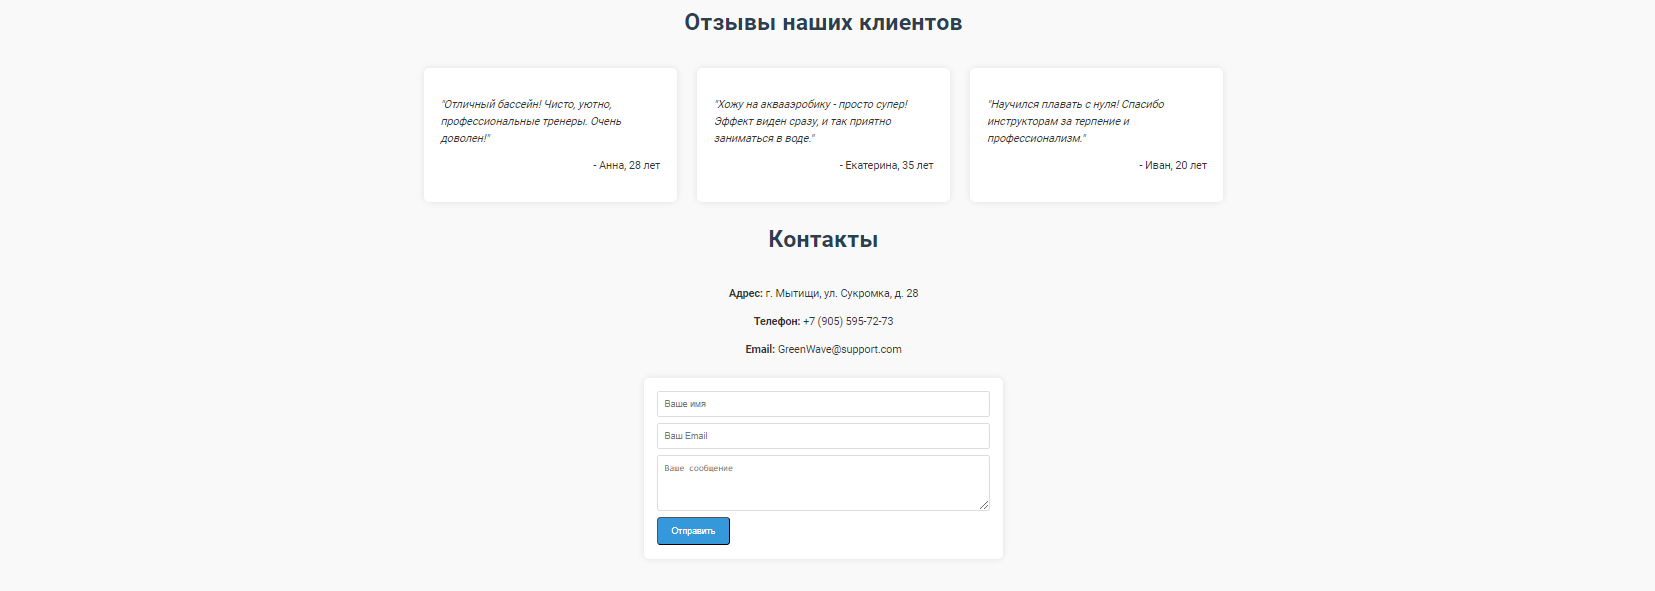 Отзывы наших клиентов
"Отличный бассейн! Чисто, уютно,
профессиональные тренеры. Очень
доволен!"
- Анна, 28 лет
"Хожу на аквааэробику - просто супер!
Эффект виден сразу, и так приятно
заниматься в воде."
- Екатерина, 35 лет
"Научился плавать с нуля! Спасибо
инструкторам за терпение и
профессионализм."
- Иван, 20 лет
Контакты
Адрес: г. Мытищи, ул. Сукромка, д. 28
Телефон: +7 (905) 595-72-73
Email: GreenWave@support.com
Ваше имя
Ваш Email
Ваше сообщение
Отправить